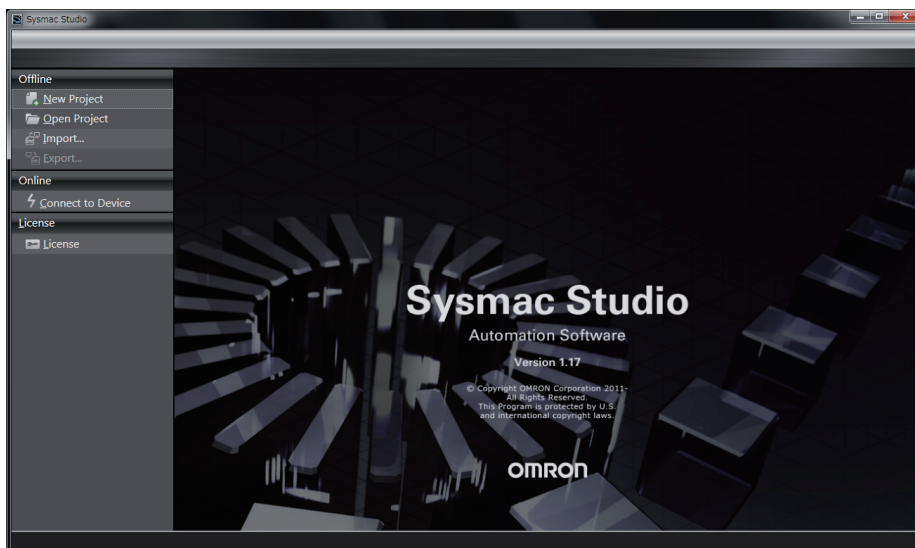 Sysmac Studio
Offline
New Project
Open Project
Import...
Export...
Online
Connect to Device
License
License
Sysmac Studio
Automation Software
Version 1.17
© Copyright OMRON Corporation 2011-
All Rights Reserved.
This Program is protected by U.S.
and international copyright laws.
OMRON